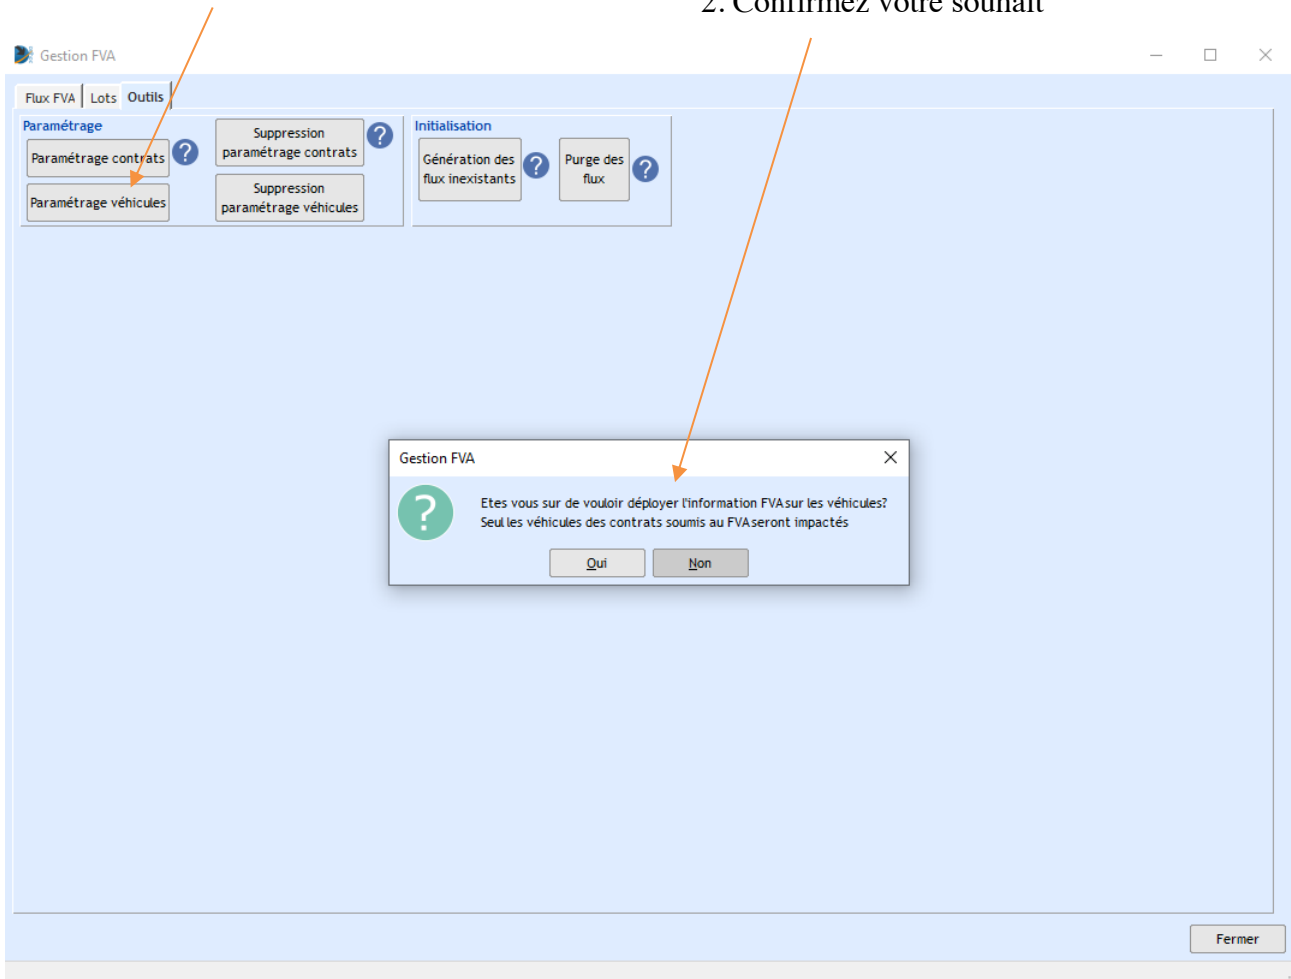 2. Confirmez votre souhait
Gestion FVA
Flux FVA Lots Outils
Paramétrage
Paramétrage contrats
?
Suppression
paramétrage contrats
?
Paramétrage véhicules
Suppression
paramétrage véhicules
Initialisation
Génération des
flux inexistants
?
Purge des
flux
?
Gestion FVA
?
Etes vous sur de vouloir déployer l'information FVA sur les véhicules?
Seul les véhicules des contrats soumis au FVA seront impactés
Oui Non
Fermer